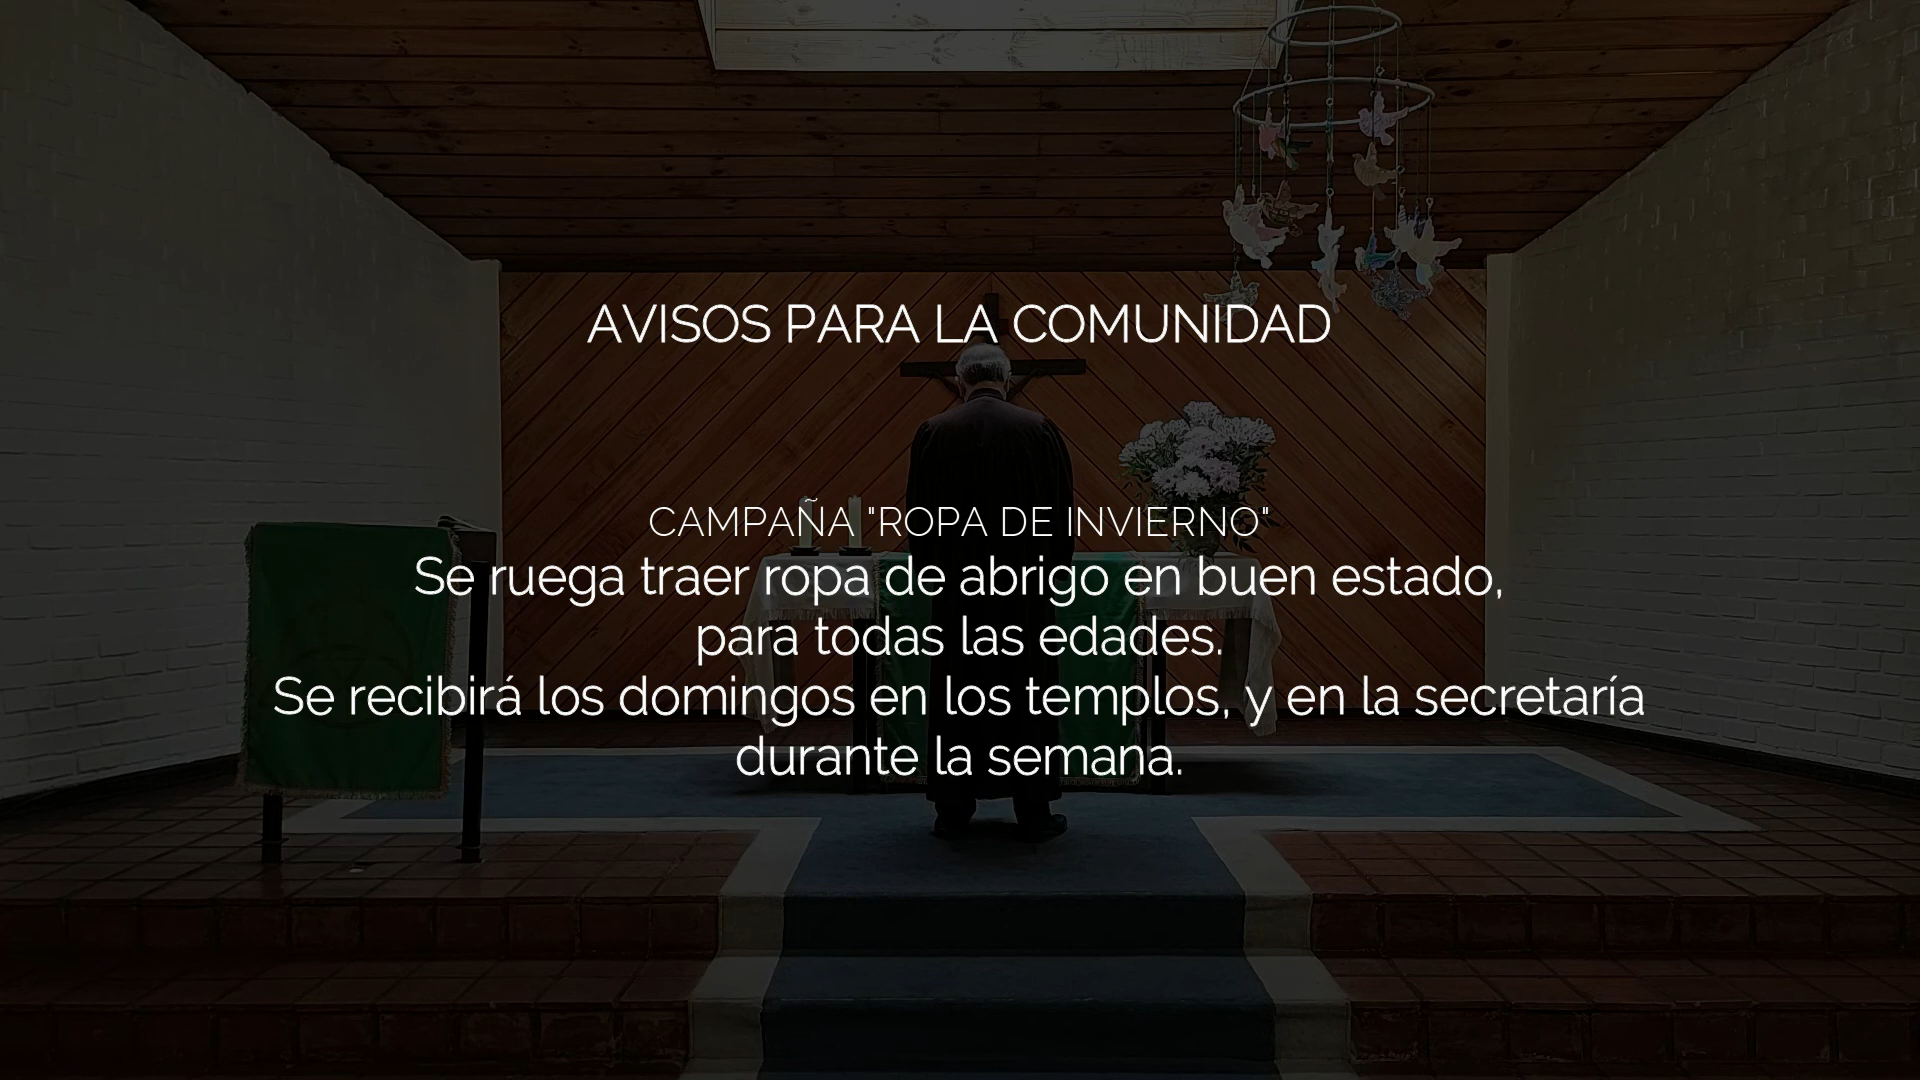 AVISOS PARA LA COMUNIDAD
CAMPAÑA "ROPA DE INVIERNO"
Se ruega traer ropa de abrigo en buen estado,
para todas las edades.
Se recibirá los domingos en los templos, y en la secretaría
durante la semana.